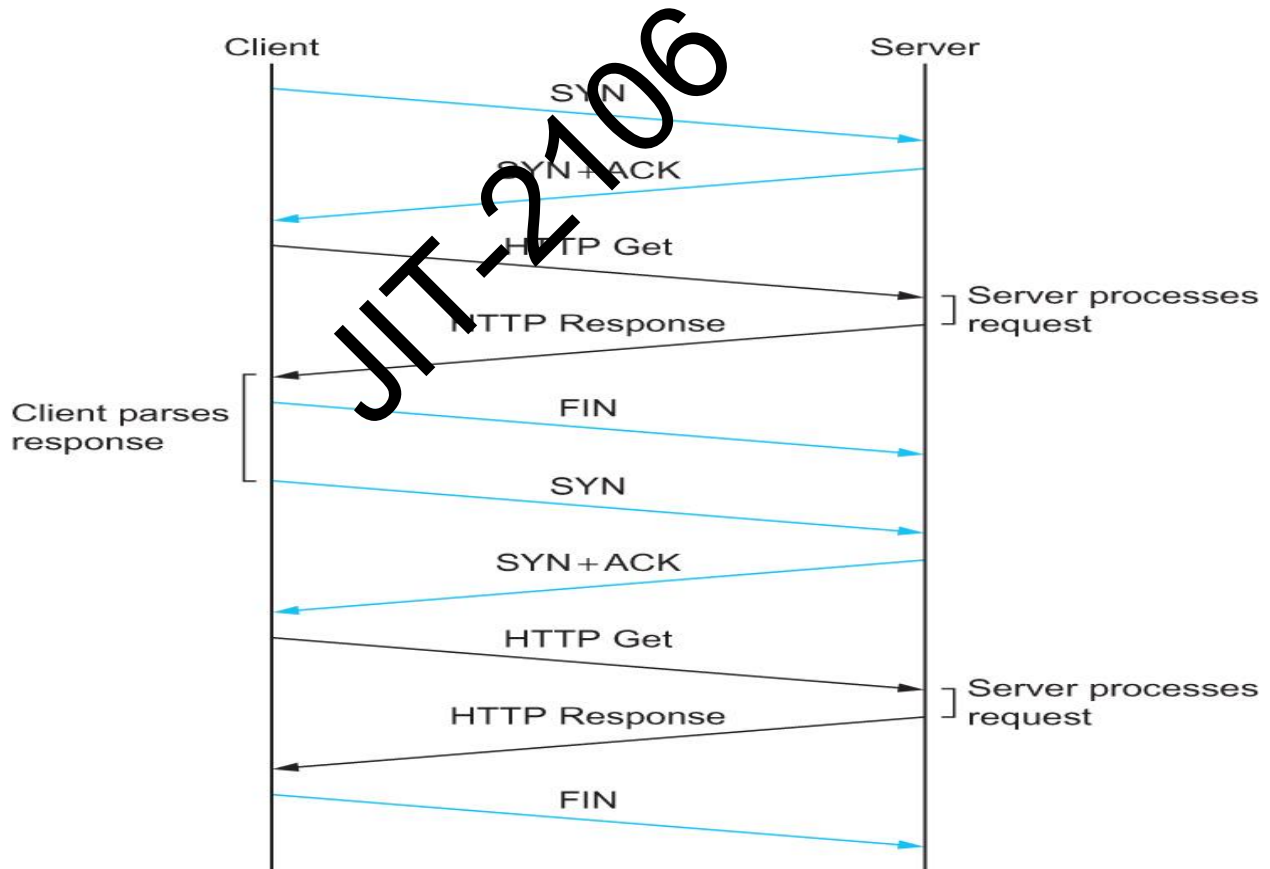 Client
Server
SYN
SYN+ACK
HTTP Get
Server processes
request
HTTP Response
Client parses
response
FIN
SYN
SYN+ACK
HTTP Get
Server processes
request
HTTP Response
FIN
JIT-2106